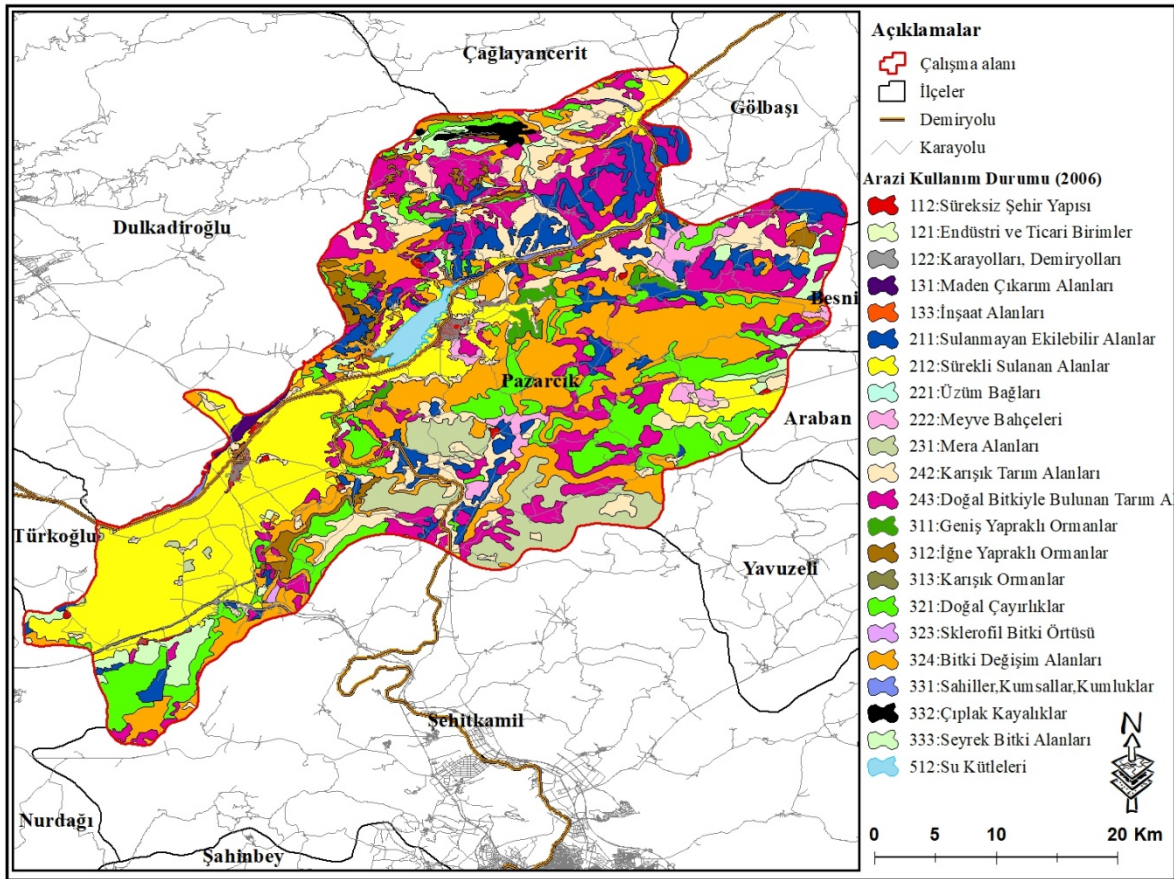 Çağlayancerit
Gölbaşı
Dulkadiroğlu
Besni
Pazarcık
Araban
Türkoğlu
Yavuzeli
Şehitkamil
Nurdağı
Şahinbey
Açıklamalar
Çalışma alanı
İlçeler
Demiryolu
Karayolu
Arazi Kullanım Durumu (2006)
112:Süreksiz Şehir Yapısı
121:Endüstri ve Ticari Birimler
122:Karayolları, Demiryolları
131:Maden Çıkarım Alanları
133:İnşaat Alanları
211:Sulanmayan Ekilebilir Alanlar
212:Sürekli Sulanan Alanlar
221:Üzüm Bağları
222:Meyve Bahçeleri
231:Mera Alanları
242:Karışık Tarım Alanları
243:Doğal Bitkiyle Bulunan Tarım A
311:Geniş Yapraklı Ormanlar
312:İğne Yapraklı Ormanlar
313:Karışık Ormanlar
321:Doğal Çayırlıklar
323:Sklerofil Bitki Örtüsü
324:Bitki Değişim Alanları
331:Sahiller,Kumsallar,Kumluklar
332:Çıplak Kayalıklar
333:Seyrek Bitki Alanları
512:Su Kütleleri
N
0 5 10 20 Km